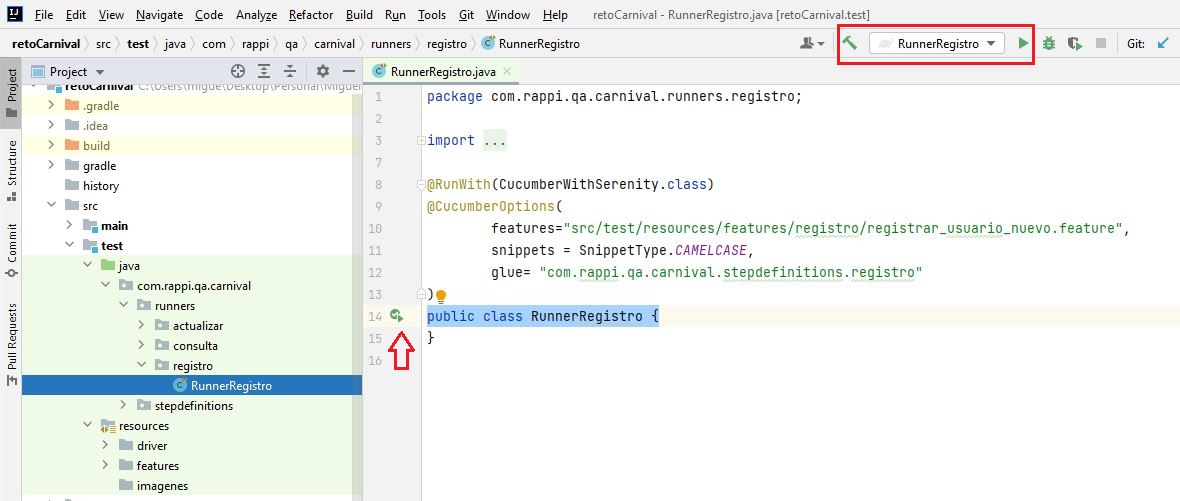 IJ File Edit View Navigate Code Analyze Refactor Build Run Tools Git Window Help retoCarnival - RunnerRegistro.java [retoCarnival.test]
retoCarnival src test java com rappi qa carnival runners registro RunnerRegistro RunnerRegistro Git:
Project RunnerRegistro.java
Project
Structure
Commit
Pull Requests
retoCarnival C:\Users\migue\Desktop\Personal\Miguel
.gradle
.idea
build
gradle
history
src
main
test
java
com.rappi.qa.carnival
runners
actualizar
consulta
registro
RunnerRegistro
stepdefinitions
resources
driver
features
imagenes
1 package com.rappi.qa.carnival.runners.registro;
2
3 import ...
7
8 @RunWith(CucumberWithSerenity.class)
9 @CucumberOptions(
10 features="src/test/resources/features/registro/registrar_usuario_nuevo.feature",
11 snippets = SnippetType.CAMELCASE,
12 glue= "com.rappi.qa.carnival.stepdefinitions.registro"
13 )
14 public class RunnerRegistro {
15 }
16